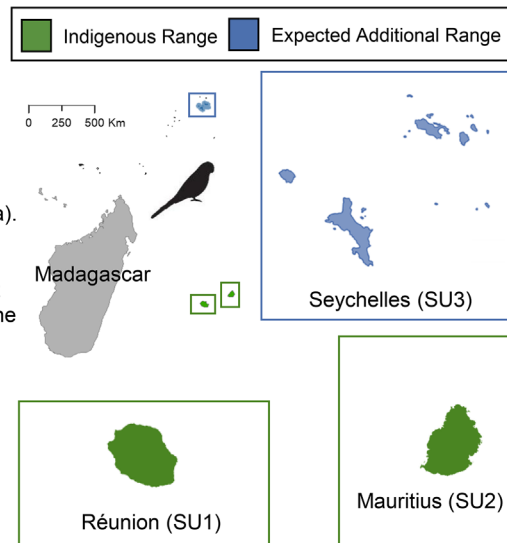 Indigenous Range Expected Additional Range
0 250 500 Km
a).
Madagascar
Seychelles (SU3)
Réunion (SU1)
Mauritius (SU2)